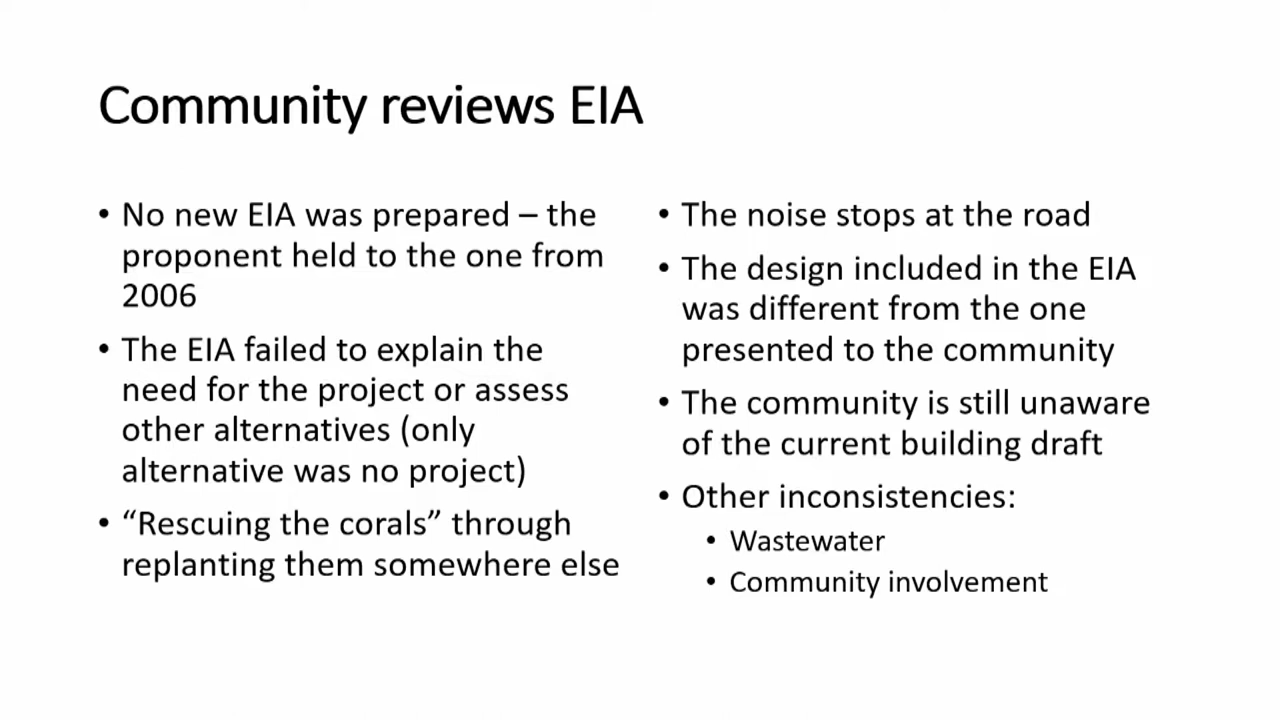 Community reviews EIA
• No new EIA was prepared – the
proponent held to the one from
2006
• The EIA failed to explain the
need for the project or assess
other alternatives (only
alternative was no project)
• “Rescuing the corals” through
replanting them somewhere else
• The noise stops at the road
• The design included in the EIA
was different from the one
presented to the community
• The community is still unaware
of the current building draft
• Other inconsistencies:
• Wastewater
• Community involvement